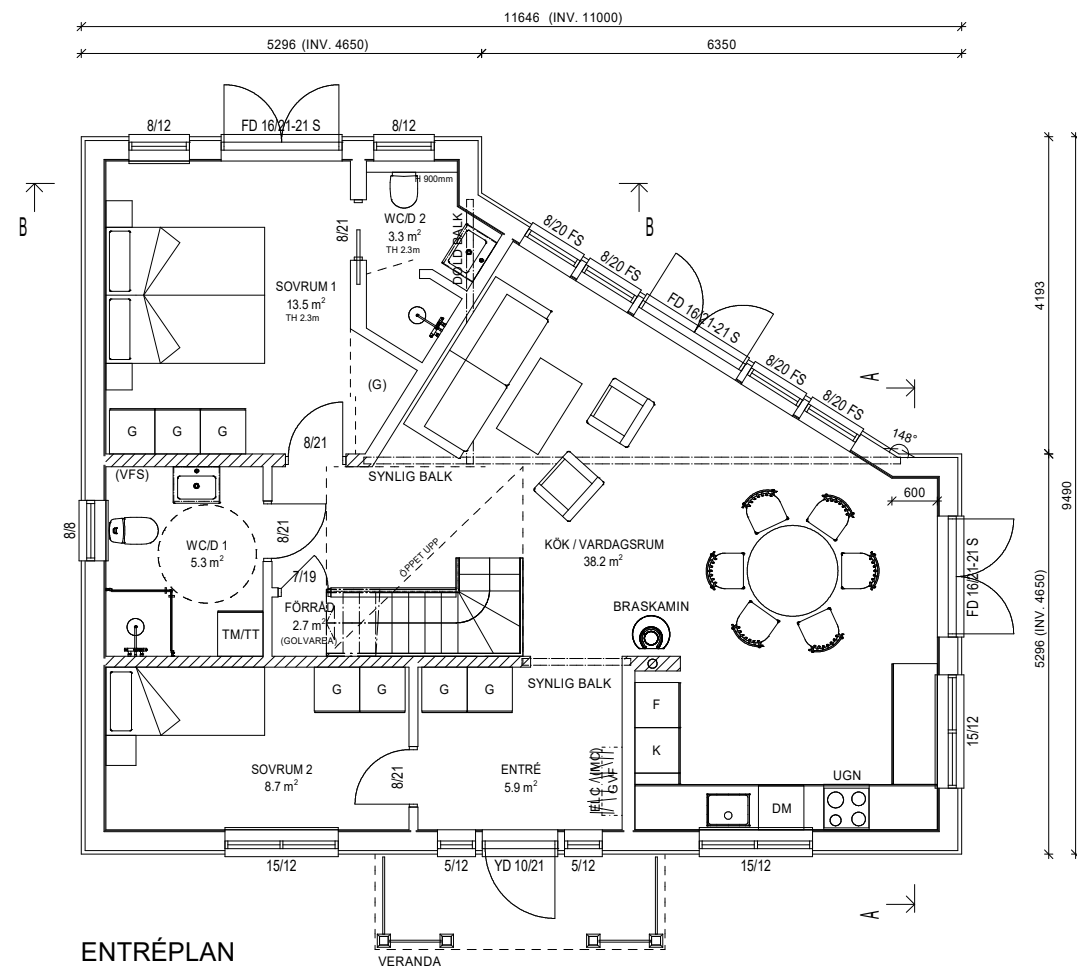 11646 (INV. 11000)
5296 (INV. 4650)
6350
8/12
FD 16/21-21 S
8/12
B
B
H 900mm
WC/D 2
3.3 m²
TH 2.3m
8/21
DOLD BALK
8/20 FS
8/20 FS
FD 16/21-21 S
8/20 FS
8/20 FS
148°
4193
9490
SOVRUM 1
13.5 m²
TH 2.3m
(G)
A
G
G
G
8/21
(VFS)
SYNLIG BALK
600
8/8
WC/D 1
5.3 m²
8/21
ÖPPET UPP
KÖK / VARDAGSRUM
38.2 m²
FD 16/21-21 S
7/19
FÖRRÅD
2.7 m²
(GOLVAREA)
BRASKAMIN
TM/TT
5296 (INV. 4650)
SYNLIG BALK
G
G
G
G
F
K
15/12
SOVRUM 2
8.7 m²
8/21
ENTRÉ
5.9 m²
ELC / (MC)
GVF
UGN
DM
15/12
5/12
YD 10/21
5/12
15/12
A
ENTRÉPLAN
VERANDA